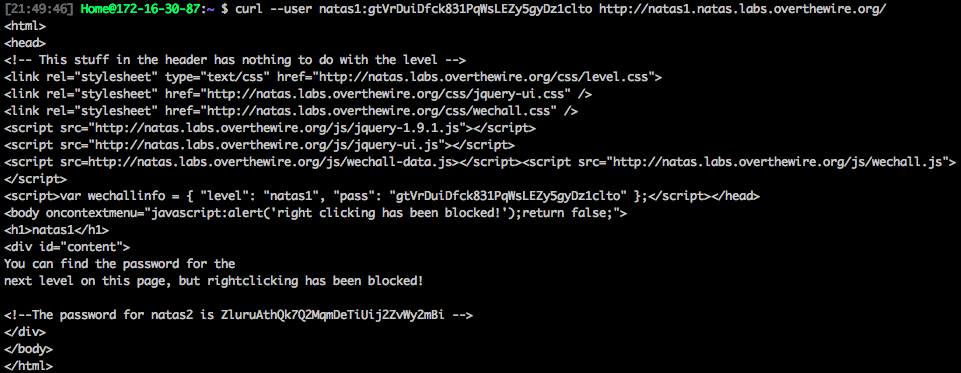 [21:49:46] Home@172-16-30-87:~ $ curl --user natas1:gtVrDuiDfck831PqWsLEZy5gyDz1clto http://natas1.natas.labs.overthewire.org/
<html>
<head>
<!-- This stuff in the header has nothing to do with the level -->
<link rel="stylesheet" type="text/css" href="http://natas.labs.overthewire.org/css/level.css">
<link rel="stylesheet" href="http://natas.labs.overthewire.org/css/jquery-ui.css" />
<link rel="stylesheet" href="http://natas.labs.overthewire.org/css/wechall.css" />
<script src="http://natas.labs.overthewire.org/js/jquery-1.9.1.js"></script>
<script src="http://natas.labs.overthewire.org/js/jquery-ui.js"></script>
<script src=http://natas.labs.overthewire.org/js/wechall-data.js></script><script src="http://natas.labs.overthewire.org/js/wechall.js">
</script>
<script>var wechallinfo = { "level": "natas1", "pass": "gtVrDuiDfck831PqWsLEZy5gyDz1clto" };</script></head>
<body oncontextmenu="javascript:alert('right clicking has been blocked!');return false;">
<h1>natas1</h1>
<div id="content">
You can find the password for the
next level on this page, but rightclicking has been blocked!
<!--The password for natas2 is ZluruAthQk7Q2MqmDeTiUij2ZvWy2mBi -->
</div>
</body>
</html>